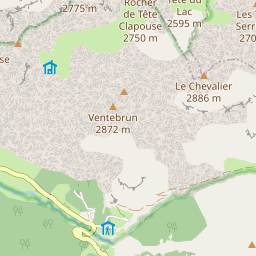 2775 m
Rocher
de Tête
Clapouse
2750 m
Tête du
Lac
2595 m
Les
Serr
270
se
Le Chevalier
2886 m
Ventebrun
2872 m